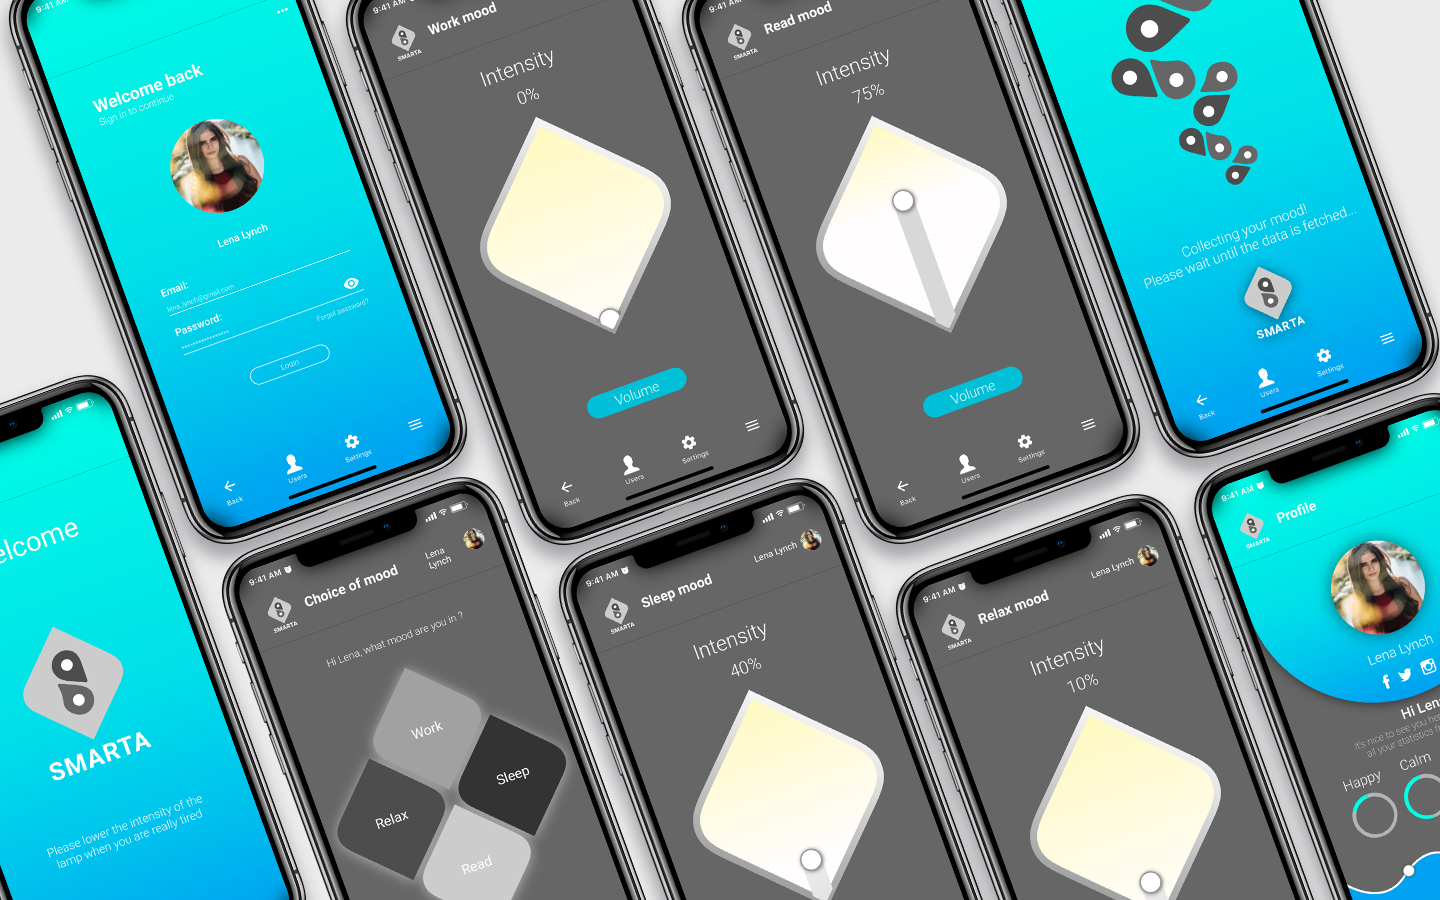 9:41 AM
Welcome back
Sign in to continue
Lena Lynch
Email:
lena.lynch@gmail.com
Password:
Forgot password?
Login
Back
Users
Settings
9:41 AM
SMARTA
Work mood
Intensity
0%
Volume
Back
Users
Settings
9:41 AM
SMARTA
Read mood
Intensity
75%
Volume
Back
Users
Settings
Collecting your mood!
Please wait until the data is fetched...
SMARTA
Back
Users
Settings
elcome
SMARTA
Please lower the intensity of the
lamp when you are really tired
9:41 AM
SMARTA
Choice of mood
Lena
Lynch
Hi Lena, what mood are you in ?
Work
Sleep
Relax
Read
9:41 AM
SMARTA
Sleep mood
Lena Lynch
Intensity
40%
9:41 AM
SMARTA
Relax mood
Lena Lynch
Intensity
10%
9:41 AM
SMARTA
Profile
Lena Lynch
Hi Len
It's nice to see you he
all your statistics f
Happy
Calm